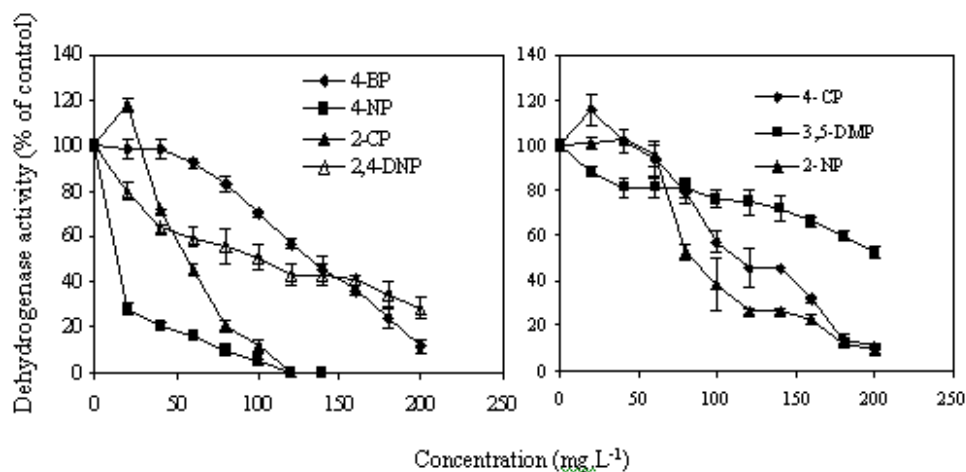 Dehydrogenase activity (% of control)
140
120
100
80
60
40
20
0
0 50 100 150 200 250
4-BP
4-NP
2-CP
2,4-DNP
140
120
100
80
60
40
20
0
0 50 100 150 200 250
4- CP
3,5-DMP
2- NP
Concentration (mg.L-1)